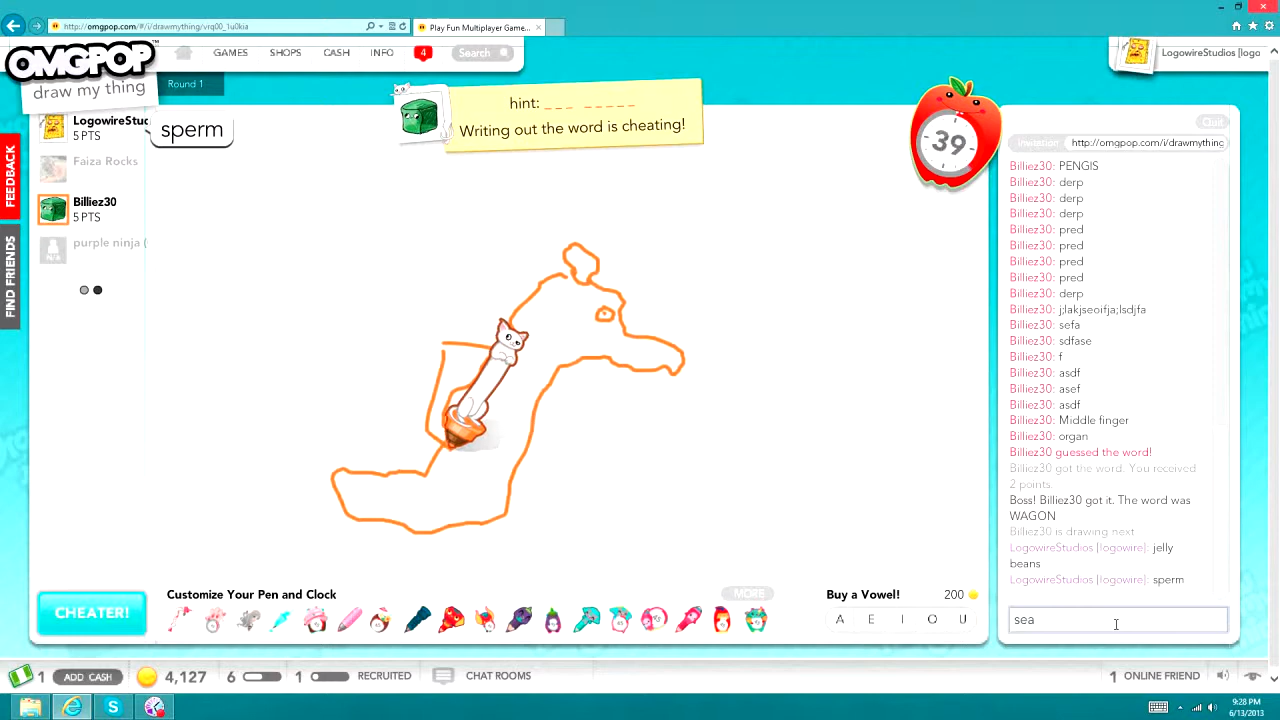 http://omgpop.com/#/i/drawmything/vrq00_1u0kia
Play Fun Multiplayer Game...
OMGPOP
draw my thing
GAMES
SHOPS
CASH
INFO
4
Search
LogowireStudios [logo
Round 1
LogowireStuc
5 PTS
sperm
Faiza Rocks
Billiez30
5 PTS
N/A
purple ninja (
hint: _ _ _ _ _ _ _ _
Writing out the word is cheating!
39
Quit
Invitation
http://omgpop.com/i/drawmything
FEEDBACK
FIND FRIENDS
Billiez30: PENGIS
Billiez30: derp
Billiez30: derp
Billiez30: derp
Billiez30: pred
Billiez30: pred
Billiez30: pred
Billiez30: pred
Billiez30: derp
Billiez30: j;lakjseoifja;lsdjfa
Billiez30: sefa
Billiez30: sdfase
Billiez30: f
Billiez30: asdf
Billiez30: asef
Billiez30: asdf
Billiez30: Middle finger
Billiez30: organ
Billiez30 guessed the word!
Billiez30 got the word. You received
2 points.
Boss! Billiez30 got it. The word was
WAGON
Billiez30 is drawing next
LogowireStudios [logowire]: jelly
beans
LogowireStudios [logowire]: sperm
sea
CHEATER!
Customize Your Pen and Clock
MORE
Buy a Vowel!
200
A E I O U
1
ADD CASH
4,127
6
1
RECRUITED
CHAT ROOMS
1 ONLINE FRIEND
9:28 PM
6/13/2013